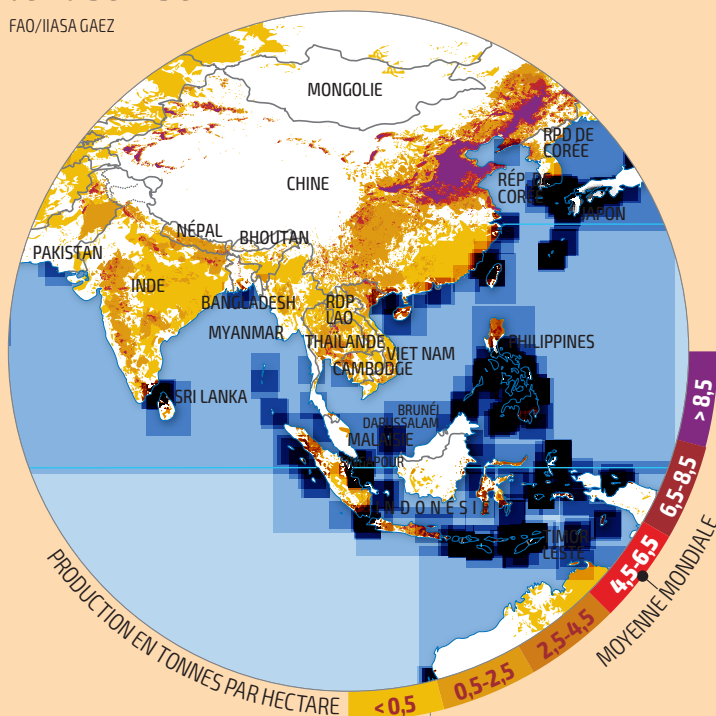 FAO/IIASA GAEZ
MONGOLIE
RPD DE
CORÉE
CHINE
RÉP. DE
CORÉE
JAPON
NÉPAL
BHOUTAN
PAKISTAN
INDE
BANGLADESH
RDP
LAO
MYANMAR
THAILANDE
VIET NAM
PHILIPPINES
CAMBODGE
SRI LANKA
BRUNÉI
DARUSSALAM
MALAISIE
INDONÉSIE
TIMOR
LESTE
PRODUCTION EN TONNES PAR HECTARE
< 0,5
0,5-2,5
2,5-4,5
4,5-6,5
6,5-8,5
> 8,5
MOYENNE MONDIALE